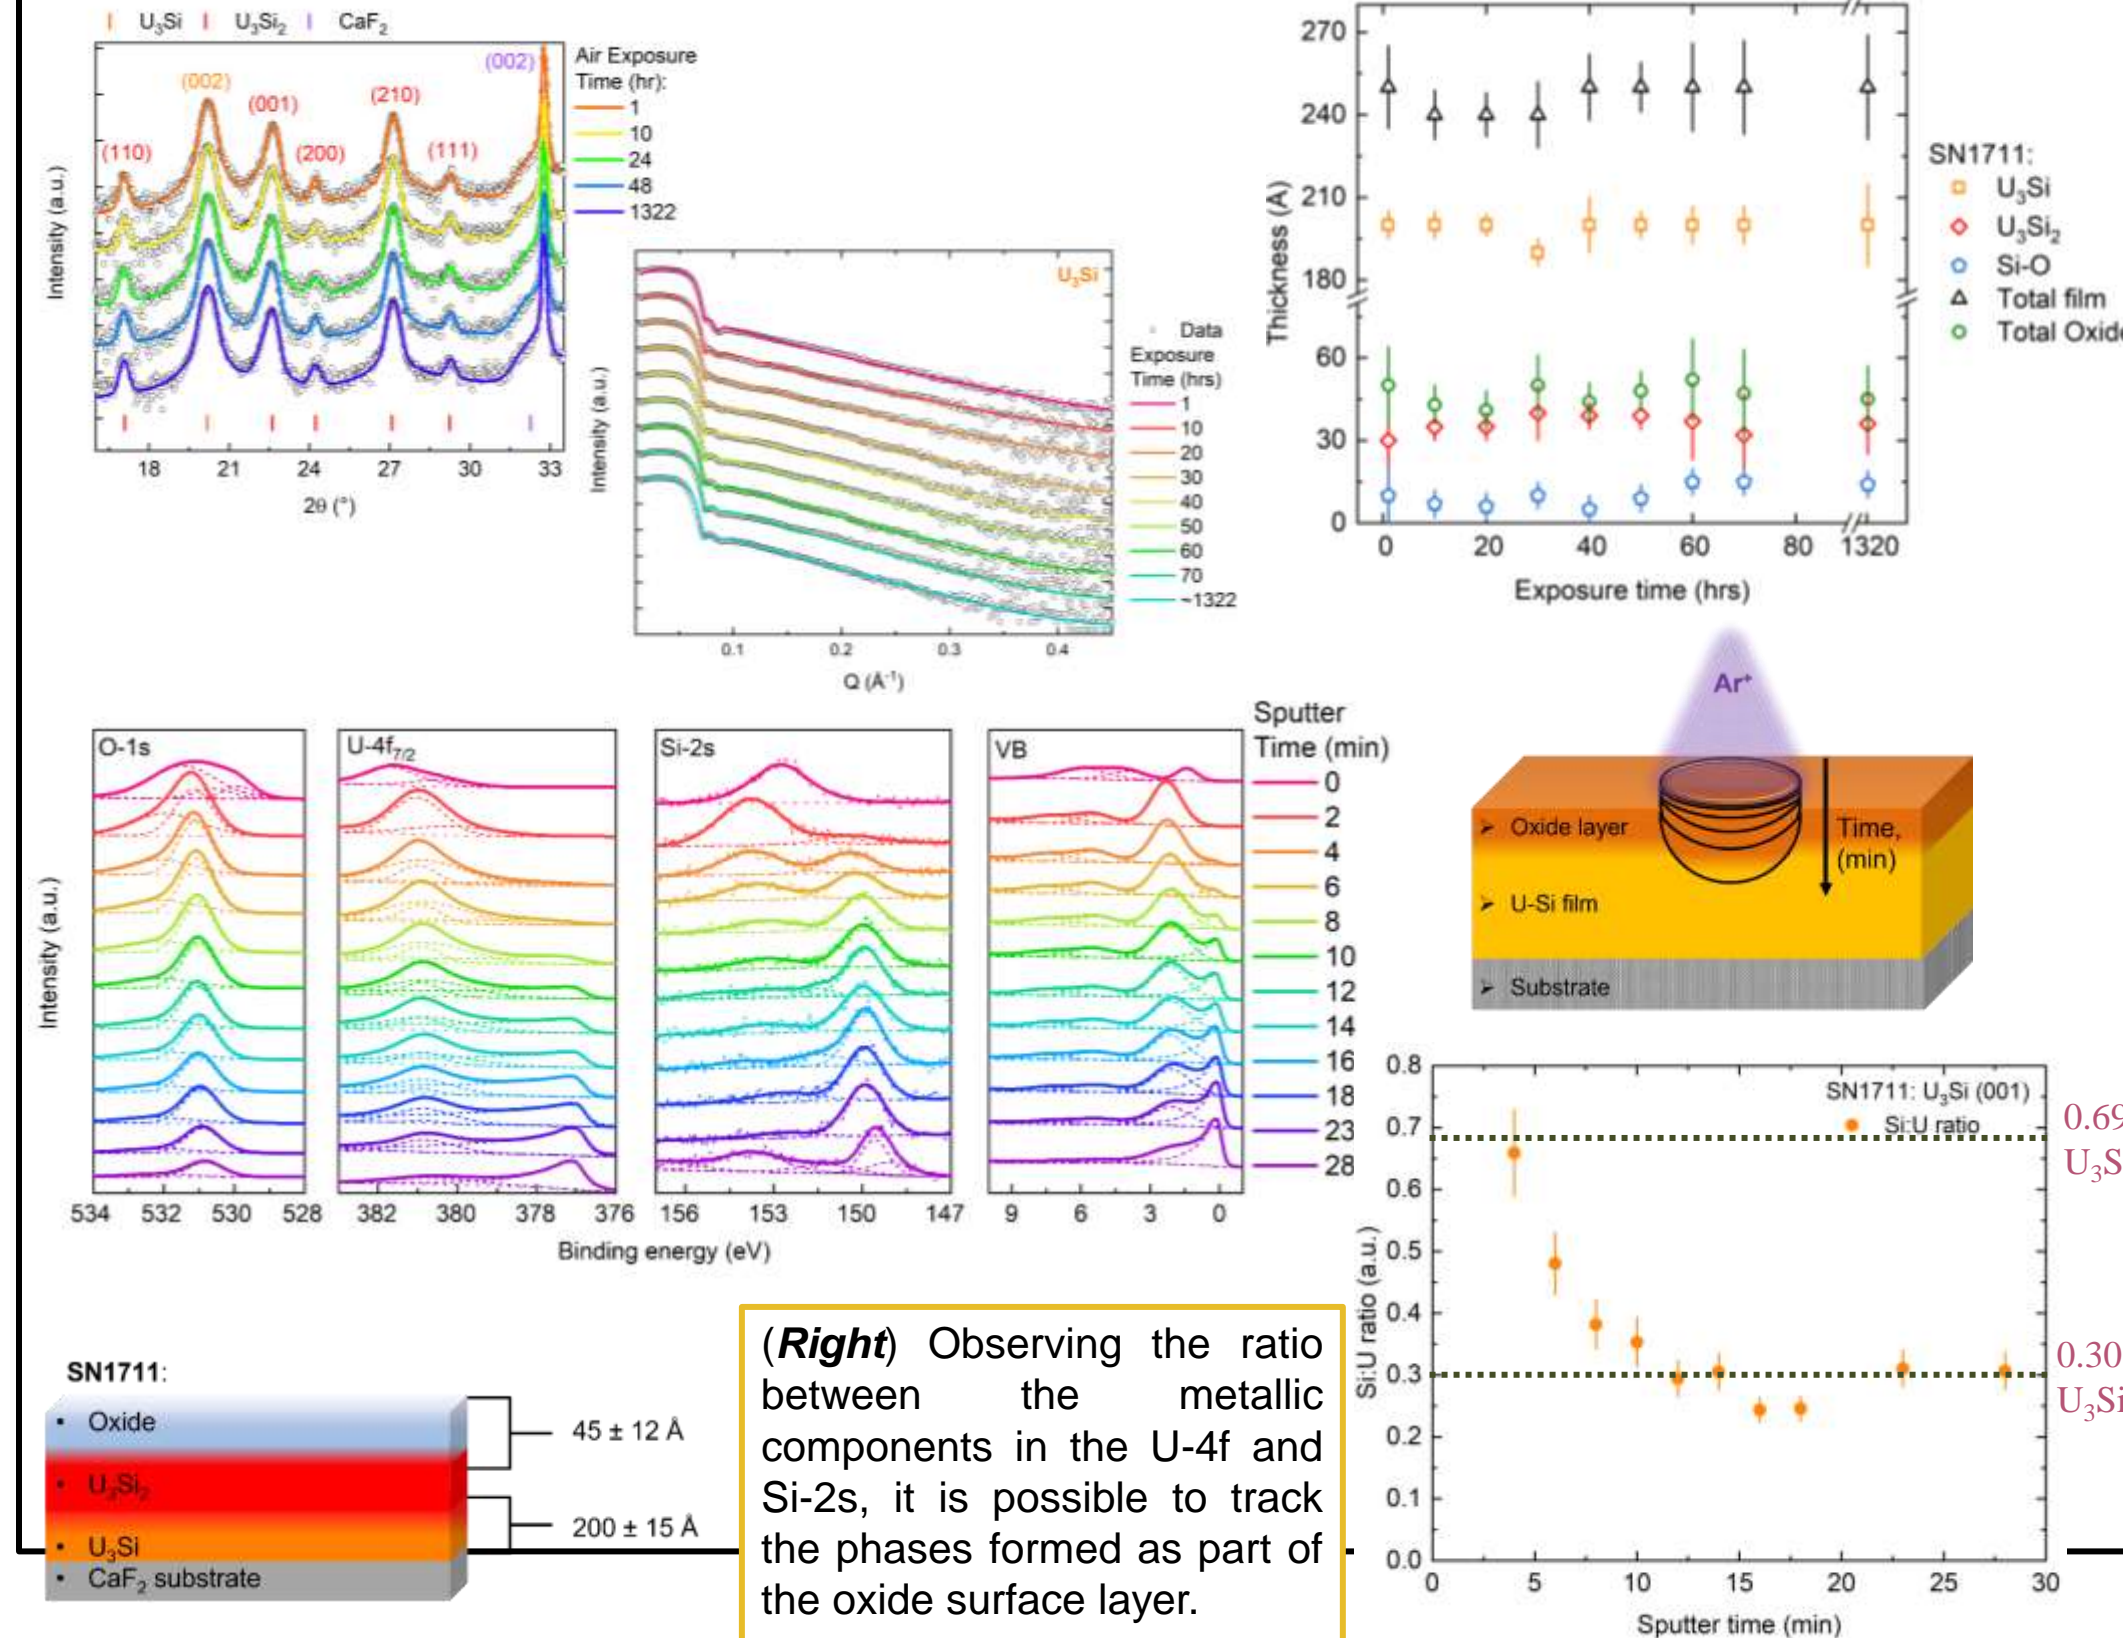 U₃Si U₃Si₂ CaF₂
(110)
(002)
(001)
(200)
(210)
(111)
(002)
Air Exposure
Time (hr):
1
10
24
48
1322
Intensity (a.u.)
18 21 24 27 30 33
2θ (°)
U₃Si
Data
Exposure
Time (hrs)
1
10
20
30
40
50
60
70
~1322
Intensity (a.u.)
0.1 0.2 0.3 0.4
Q (Å⁻¹)
270
240
210
180
60
30
0
Thickness (Å)
0 20 40 60 80 1320
Exposure time (hrs)
SN1711:
U₃Si
U₃Si₂
Si-O
Total film
Total Oxide
O-1s
U-4f₇/₂
Si-2s
VB
Sputter
Time (min)
0
2
4
6
8
10
12
14
16
18
23
28
Intensity (a.u.)
534 532 530 528
382 380 378 376
156 153 150 147
9 6 3 0
Binding energy (eV)
Ar⁺
➢ Oxide layer
Time,
(min)
➢ U-Si film
➢ Substrate
0.8
0.7
0.6
0.5
0.4
0.3
0.2
0.1
0.0
Si:U ratio (a.u.)
SN1711: U₃Si (001)
Si:U ratio
0.69
U₃S
0.30
U₃Si
0 5 10 15 20 25 30
Sputter time (min)
SN1711:
• Oxide
• U₃Si₂
• U₃Si
• CaF₂ substrate
45 ± 12 Å
200 ± 15 Å
(Right) Observing the ratio
between the metallic
components in the U-4f and
Si-2s, it is possible to track
the phases formed as part of
the oxide surface layer.